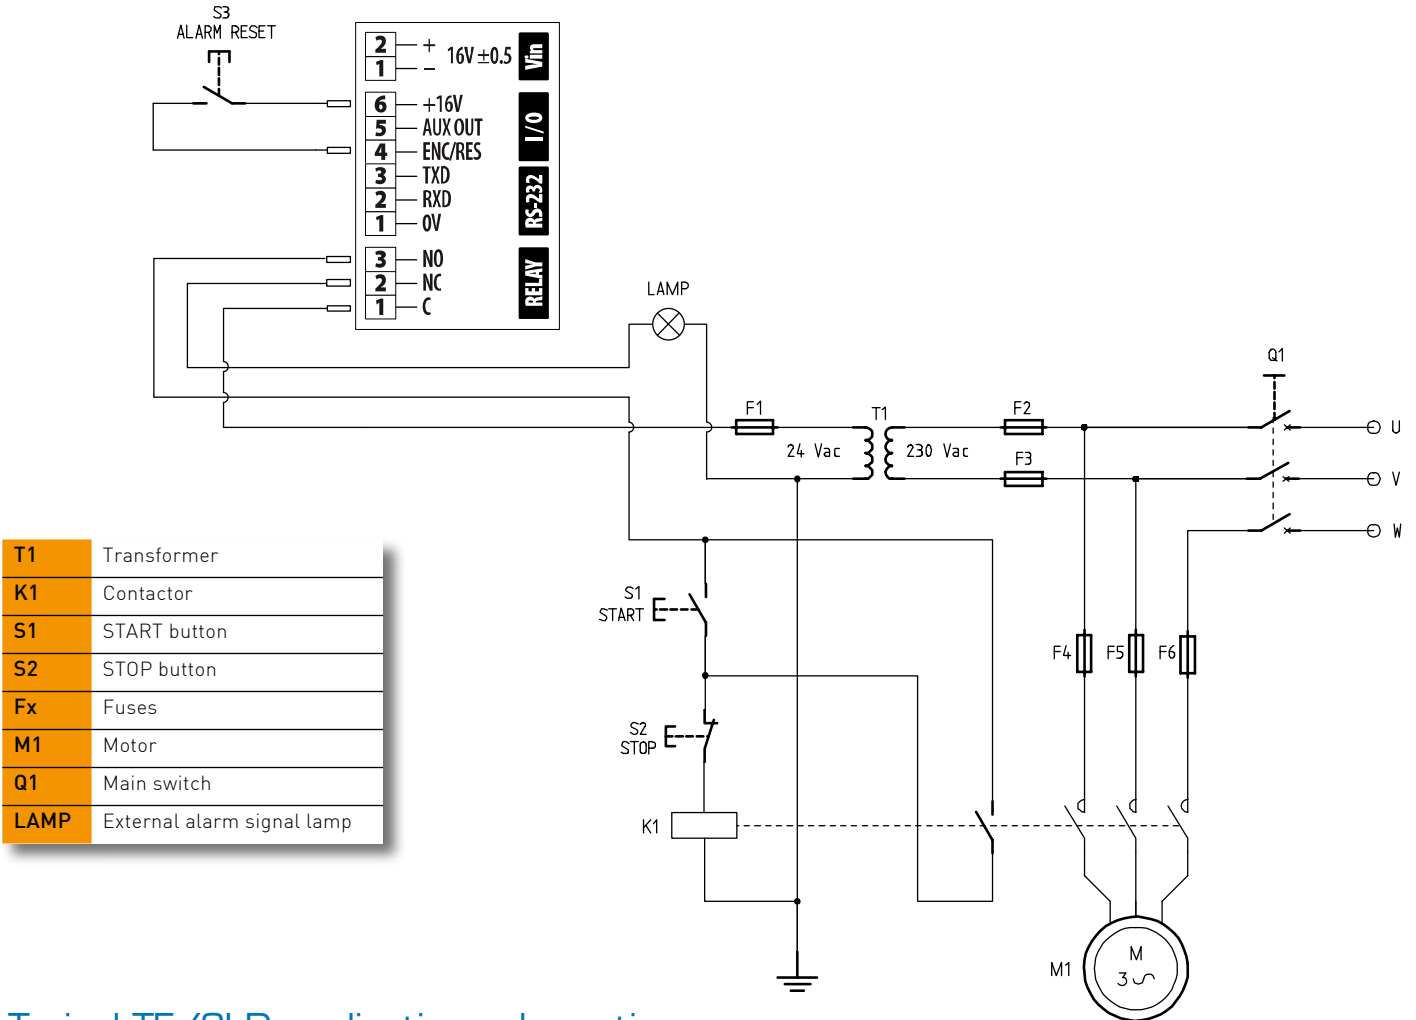 S3
ALARM RESET
2 + 16V ±0.5 Vin
1 −
6 +16V I/O
5 AUX OUT
4 ENC/RES
3 TXD RS-232
2 RXD
1 0V
3 NO RELAY
2 NC
1 C
LAMP
Q1
F1 T1 F2 U
24 Vac 230 Vac
F3 V
W
T1 Transformer
K1 Contactor
S1 START button
S2 STOP button
Fx Fuses
M1 Motor
Q1 Main switch
LAMP External alarm signal lamp
S1
START
F4 F5 F6
S2
STOP
K1
M1 M
3